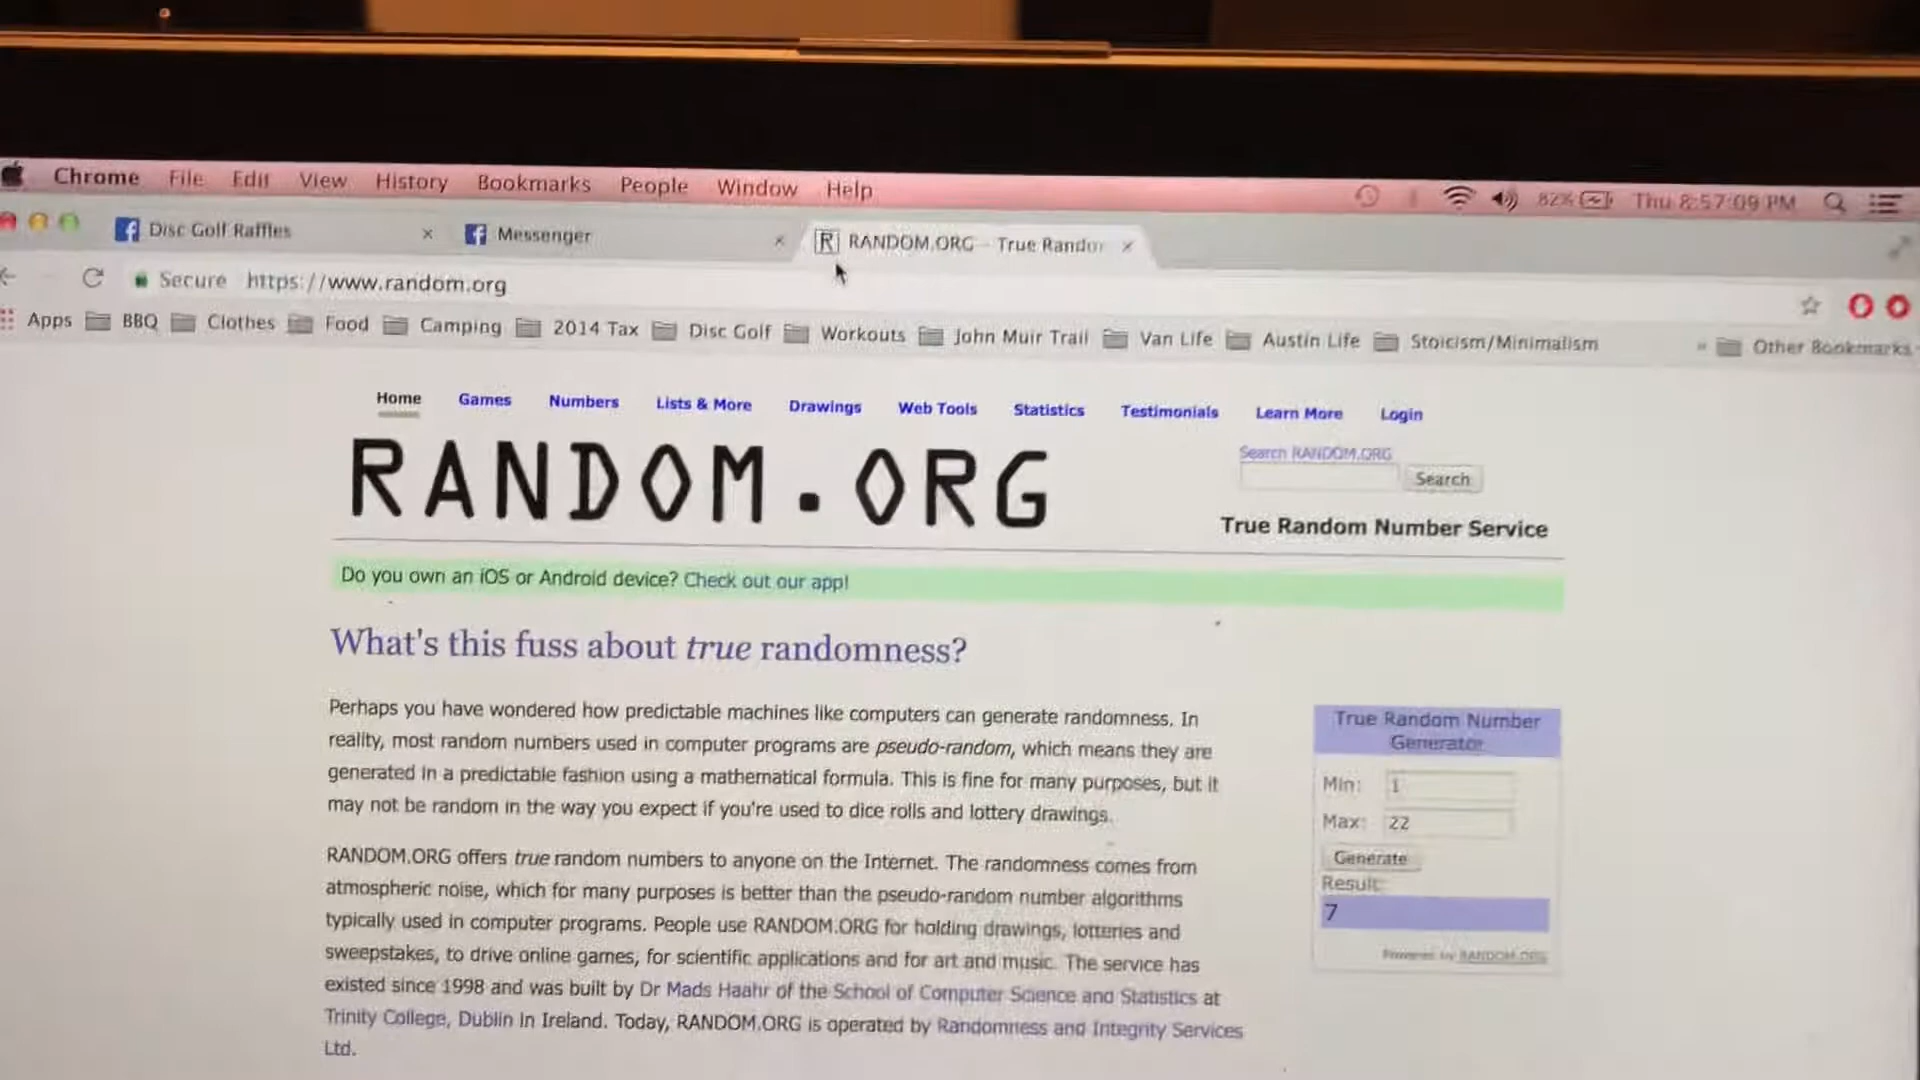 Chrome File Edit View History Bookmarks People Window Help 82% Thu 8:57:09 PM
Disc Golf Raffles Messenger RANDOM.ORG - True Randor
Secure https://www.random.org
Apps BBQ Clothes Food Camping 2014 Tax Disc Golf Workouts John Muir Trail Van Life Austin Life Stoicism/Minimalism » Other Bookmarks
Home Games Numbers Lists & More Drawings Web Tools Statistics Testimonials Learn More Login
RANDOM.ORG
Search RANDOM.ORG
Search
True Random Number Service
Do you own an iOS or Android device? Check out our app!
What's this fuss about true randomness?
Perhaps you have wondered how predictable machines like computers can generate randomness. In
reality, most random numbers used in computer programs are pseudo-random, which means they are
generated in a predictable fashion using a mathematical formula. This is fine for many purposes, but it
may not be random in the way you expect if you're used to dice rolls and lottery drawings.
RANDOM.ORG offers true random numbers to anyone on the Internet. The randomness comes from
atmospheric noise, which for many purposes is better than the pseudo-random number algorithms
typically used in computer programs. People use RANDOM.ORG for holding drawings, lotteries and
sweepstakes, to drive online games, for scientific applications and for art and music. The service has
existed since 1998 and was built by Dr Mads Haahr of the School of Computer Science and Statistics at
Trinity College, Dublin in Ireland. Today, RANDOM.ORG is operated by Randomness and Integrity Services
Ltd.
True Random Number
Generator
Min: 1
Max: 22
Generate
Result:
7
Powered by RANDOM.ORG